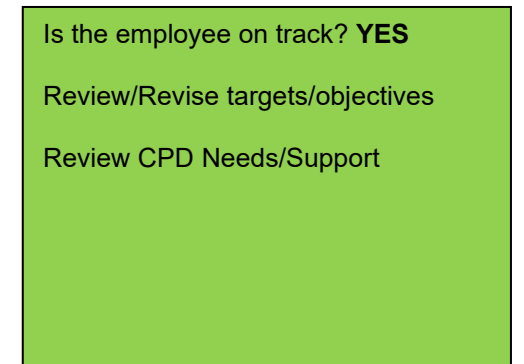 Is the employee on track? YES
Review/Revise targets/objectives
Review CPD Needs/Support